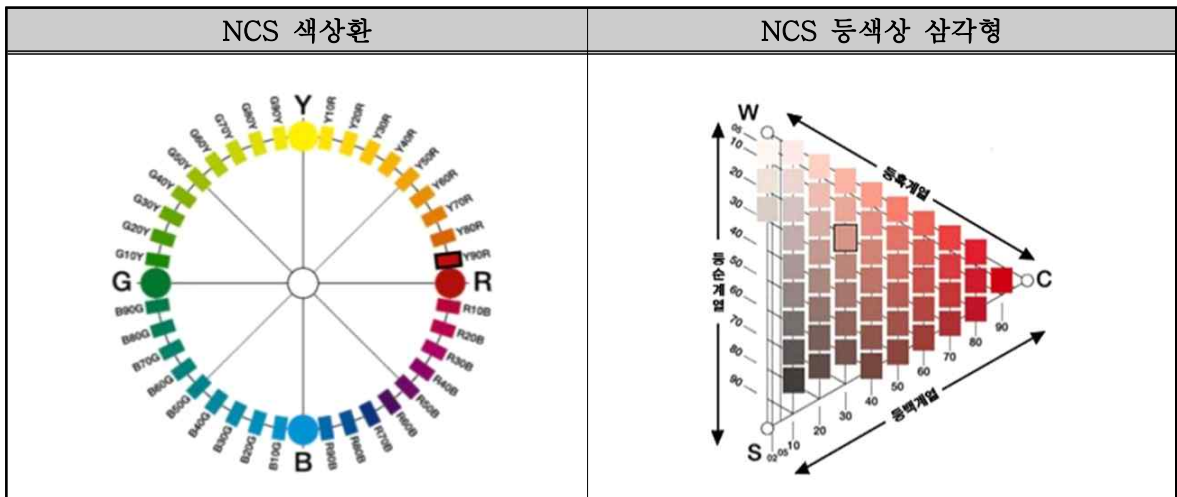 NCS 색상환
NCS 등색상 삼각형
Y
Y10R
Y20R
Y30R
Y40R
Y50R
Y60R
Y70R
Y80R
Y90R
R
R10B
R20B
R30B
R40B
R50B
R60B
R70B
R80B
R90B
B
B10G
B20G
B30G
B40G
B50G
B60G
B70G
B80G
B90G
G
G10Y
G20Y
G30Y
G40Y
G50Y
G60Y
G70Y
G80Y
G90Y
W
05
10
20
30
40
50
60
70
80
90
등흑계열
등순계열
C
S
02
05
10
20
30
40
50
60
70
80
90
등백계열